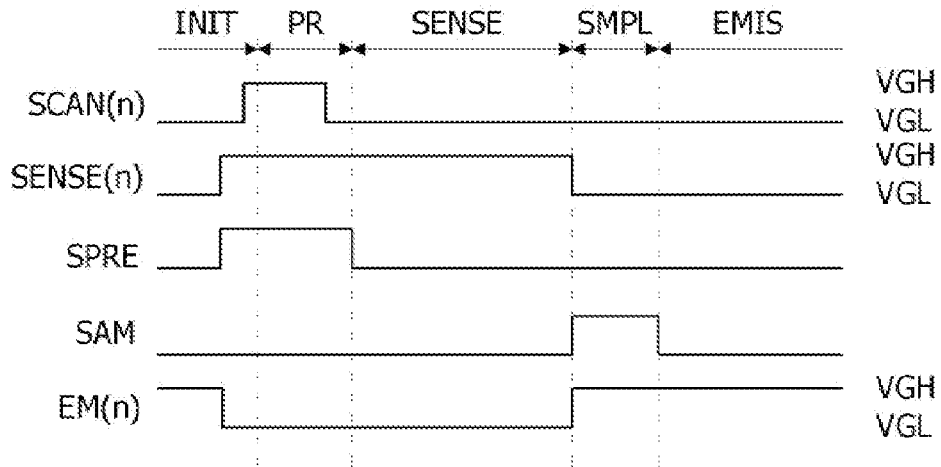 INIT PR SENSE SMPL EMIS
SCAN(n) VGH
VGL
SENSE(n) VGH
VGL
SPRE
SAM
EM(n) VGH
VGL